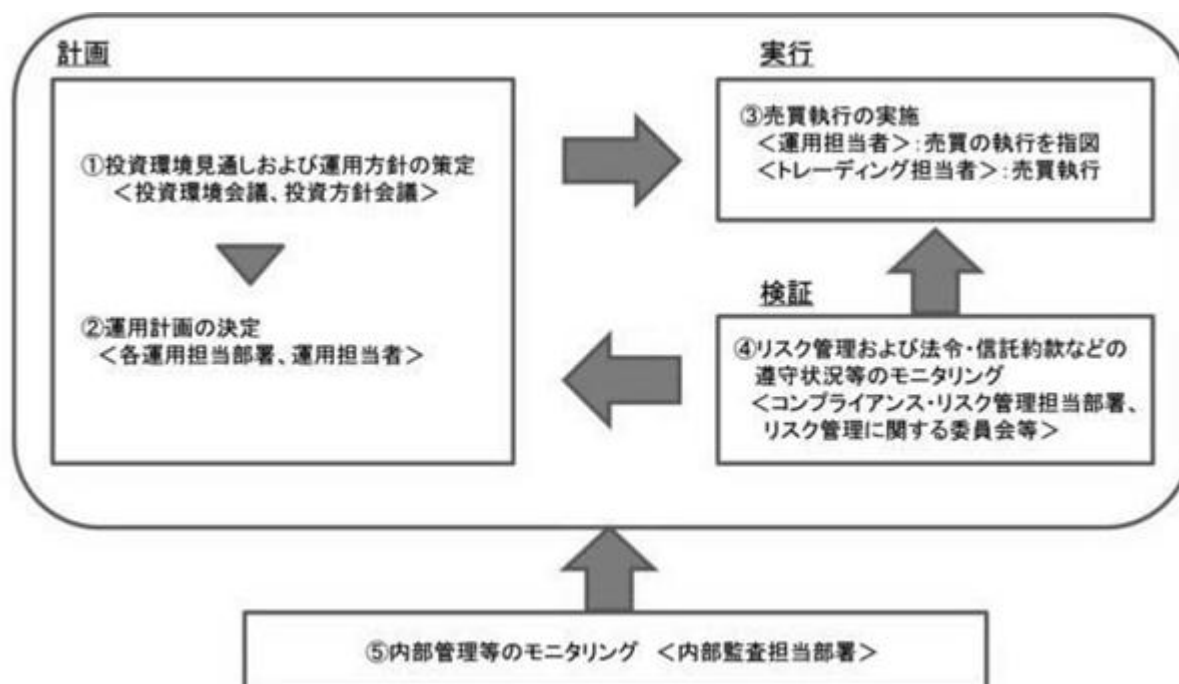 計画
①投資環境見通しおよび運用方針の策定
＜投資環境会議、投資方針会議＞
②運用計画の決定
＜各運用担当部署、運用担当者＞
実行
③売買執行の実施
＜運用担当者＞：売買の執行を指図
＜トレーディング担当者＞：売買執行
検証
④リスク管理および法令・信託約款などの
遵守状況等のモニタリング
＜コンプライアンス・リスク管理担当部署、
リスク管理に関する委員会等＞
⑤内部管理等のモニタリング ＜内部監査担当部署＞